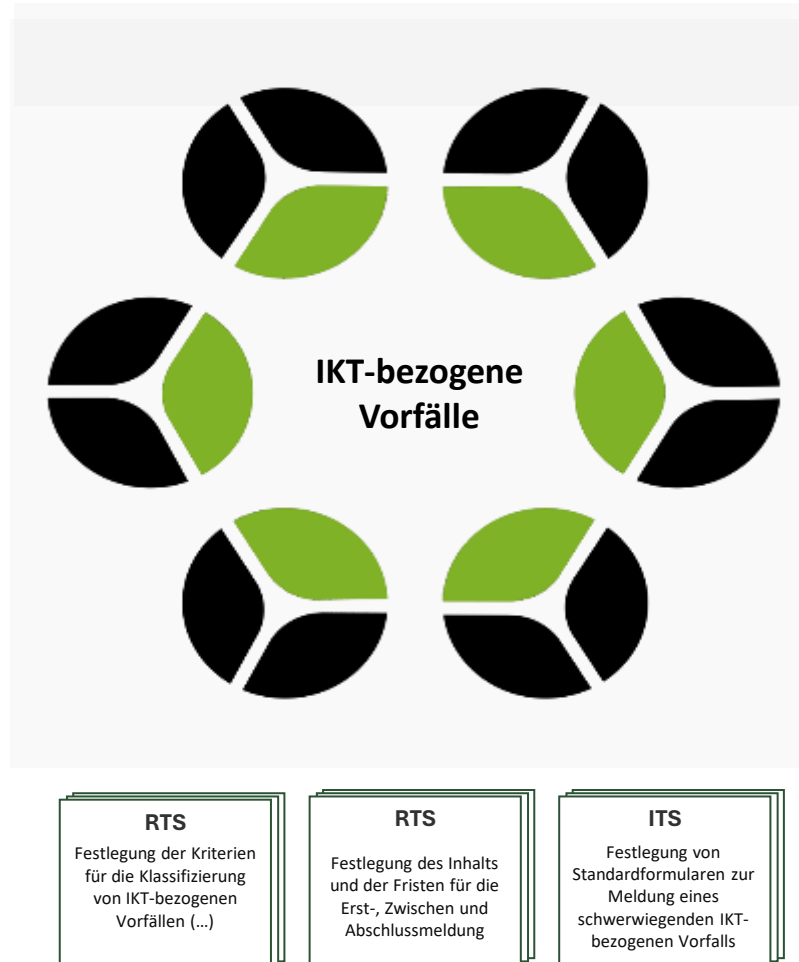 IKT-bezogene
Vorfälle
RTS
Festlegung der Kriterien
für die Klassifizierung
von IKT-bezogenen
Vorfällen (…)
RTS
Festlegung des Inhalts
und der Fristen für die
Erst-, Zwischen und
Abschlussmeldung
ITS
Festlegung von
Standardformularen zur
Meldung eines
schwerwiegenden IKT-
bezogenen Vorfalls